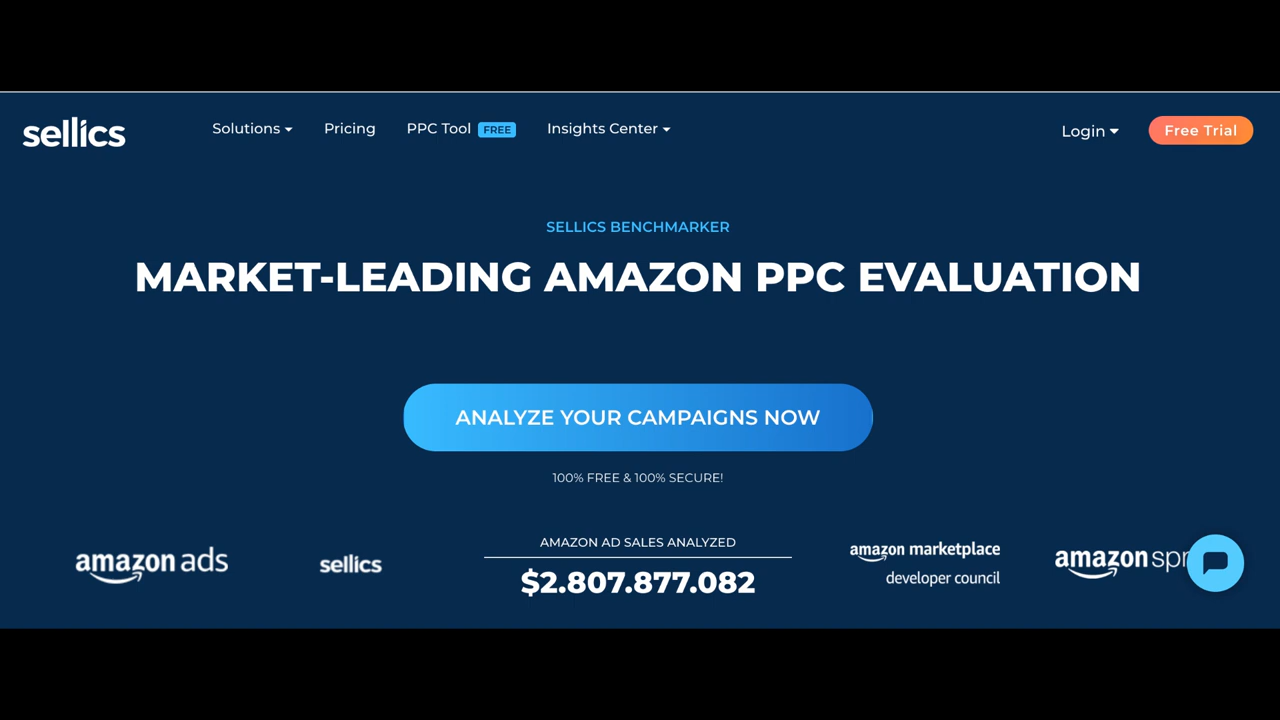 sellics
Solutions
Pricing
PPC Tool FREE
Insights Center
Login
Free Trial
SELLICS BENCHMARKER
MARKET-LEADING AMAZON PPC EVALUATION
ANALYZE YOUR CAMPAIGNS NOW
100% FREE & 100% SECURE!
amazon ads
sellics
AMAZON AD SALES ANALYZED
$2.807.877.082
amazon marketplace
developer council
amazon